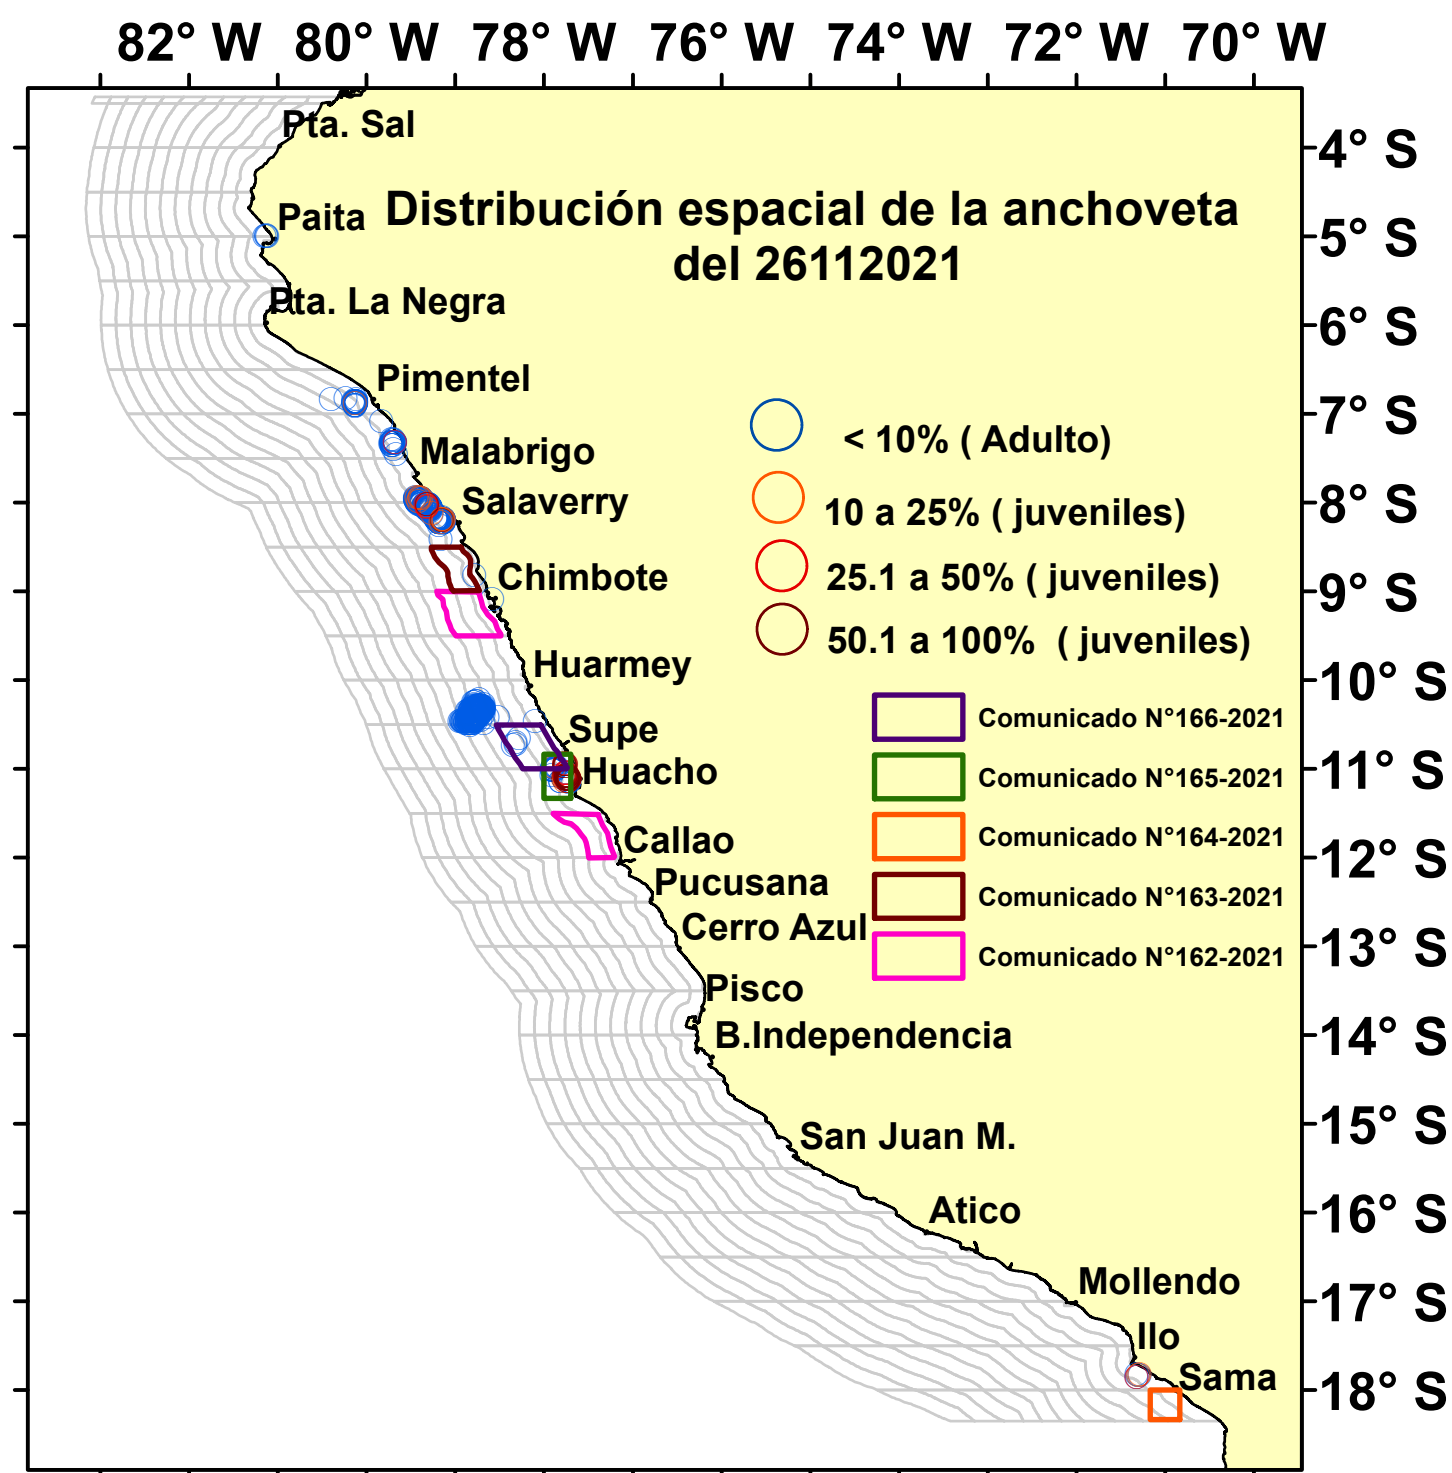 82° W 80° W 78° W 76° W 74° W 72° W 70° W
Pta. Sal
4° S
Paita
Distribución espacial de la anchoveta
del 26112021
5° S
Pta. La Negra
6° S
Pimentel
7° S
< 10% ( Adulto)
Malabrigo
Salaverry
8° S
10 a 25% ( juveniles)
Chimbote
25.1 a 50% ( juveniles)
9° S
50.1 a 100% ( juveniles)
Huarmey
10° S
Comunicado N°166-2021
Supe
Huacho
11° S
Comunicado N°165-2021
Callao
Comunicado N°164-2021
12° S
Pucusana
Comunicado N°163-2021
Cerro Azul
13° S
Comunicado N°162-2021
Pisco
B.Independencia
14° S
15° S
San Juan M.
Atico
16° S
Mollendo
17° S
Ilo
Sama
18° S